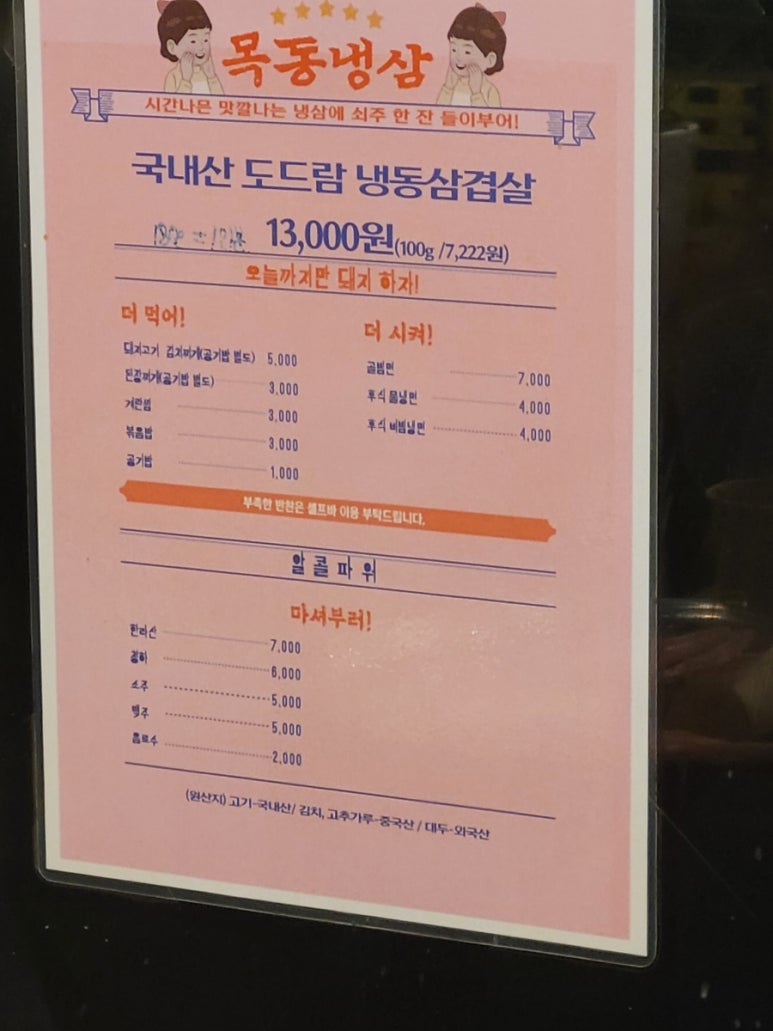 목동냉삼
시간나믄 맛깔나는 냉삼에 쇠주 한 잔 들이부어!
국내산 도드람 냉동삼겹살
13,000원(100g /7,222원)
오늘까지만 돼지 하자!
더 먹어!
돼지고기 김치찌개(공기밥 별도) 5,000
된장찌개(공기밥 별도) 3,000
계란찜 3,000
볶음밥 3,000
공기밥 1,000
더 시켜!
골빔면 7,000
후식 물냉면 4,000
후식 비빔냉면 4,000
부족한 반찬은 셀프바 이용 부탁드립니다.
알콜파워
마셔부러!
한라산 7,000
청하 6,000
소주 5,000
맥주 5,000
음료수 2,000
(원산지) 고기-국내산/ 김치, 고추가루-중국산 / 대두-외국산